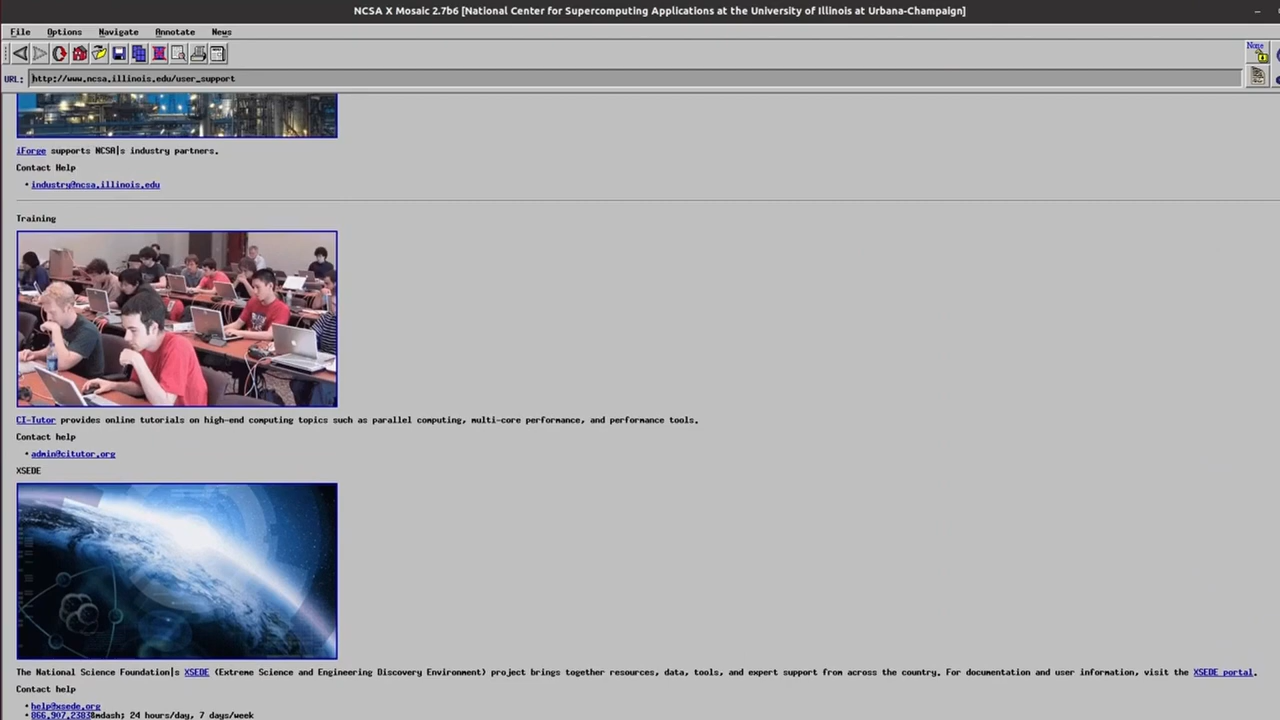 NCSA X Mosaic 2.7b6 [National Center for Supercomputing Applications at the University of Illinois at Urbana-Champaign]
File Options Navigate Annotate News
None
URL: http://www.ncsa.illinois.edu/user_support
iForge supports NCSA|s industry partners.
Contact Help
• industry@ncsa.illinois.edu
Training
CI-Tutor provides online tutorials on high-end computing topics such as parallel computing, multi-core performance, and performance tools.
Contact help
• admin@citutor.org
XSEDE
The National Science Foundation|s XSEDE (Extreme Science and Engineering Discovery Environment) project brings together resources, data, tools, and expert support from across the country. For documentation and user information, visit the XSEDE portal.
Contact help
• help@xsede.org
• 866.907.2383&mdash; 24 hours/day, 7 days/week